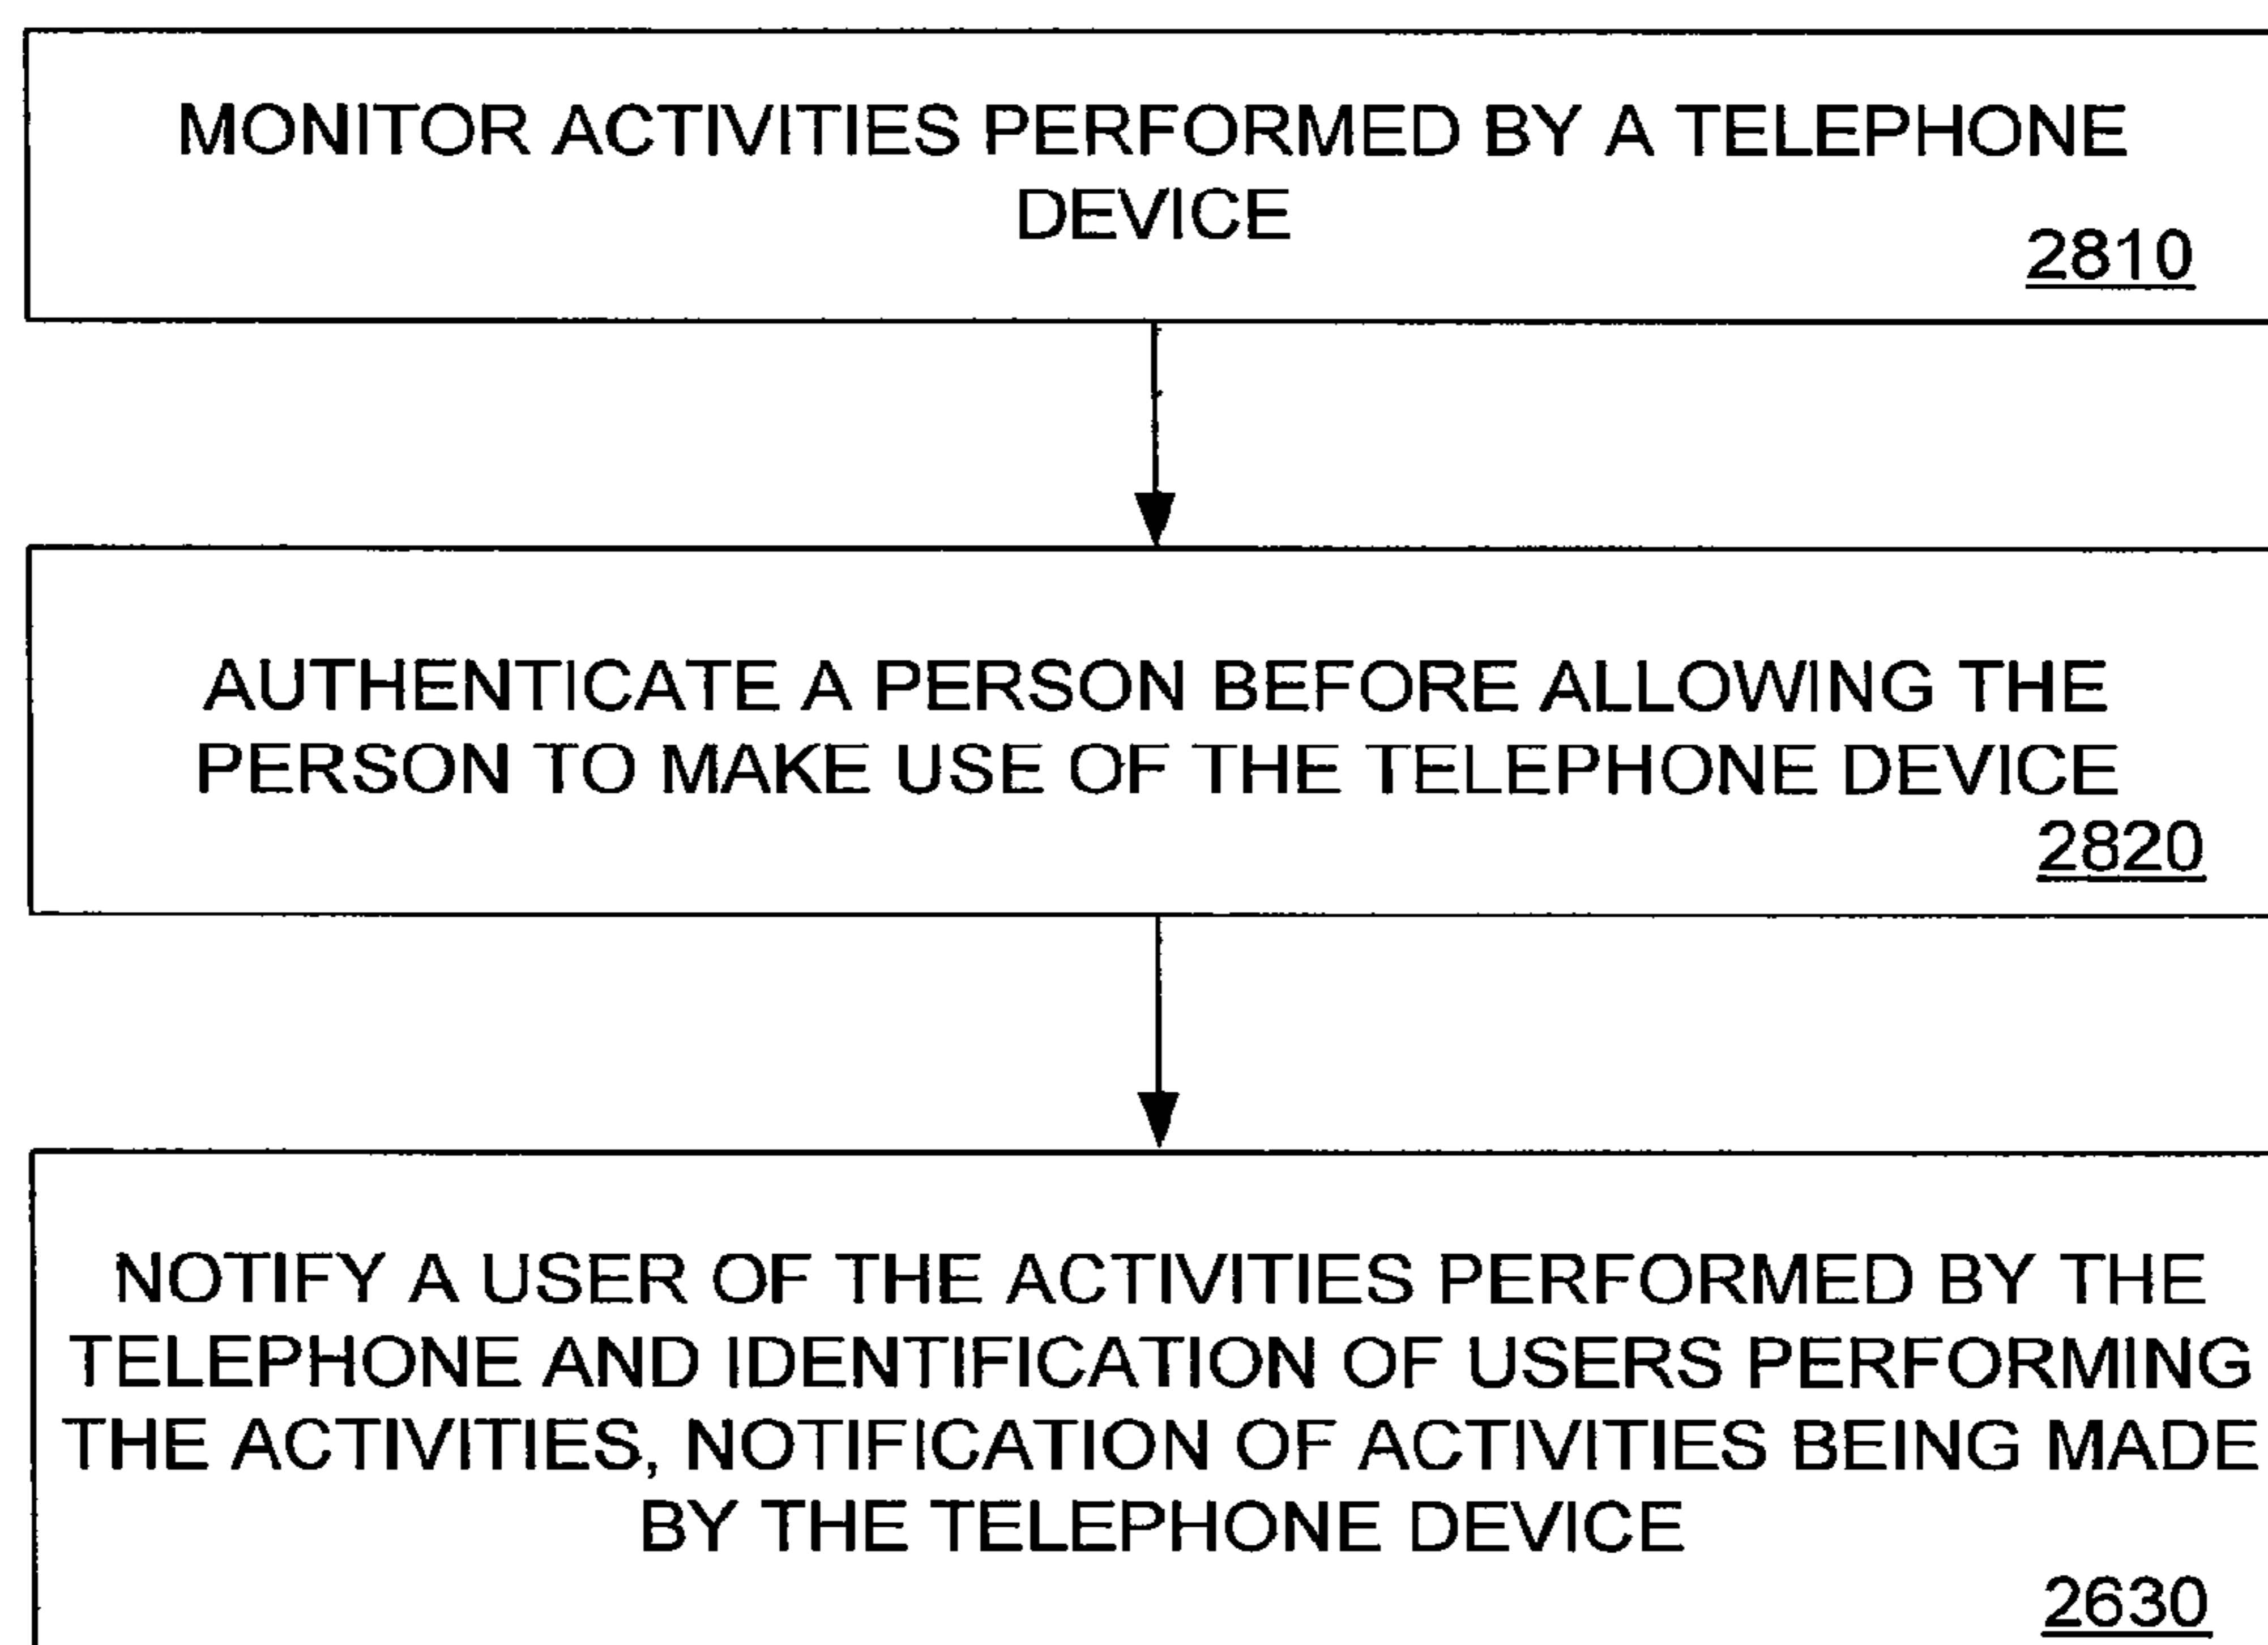 MONITOR ACTIVITIES PERFORMED BY A TELEPHONE
DEVICE
2810
AUTHENTICATE A PERSON BEFORE ALLOWING THE
PERSON TO MAKE USE OF THE TELEPHONE DEVICE
2820
NOTIFY A USER OF THE ACTIVITIES PERFORMED BY THE
TELEPHONE AND IDENTIFICATION OF USERS PERFORMING
THE ACTIVITIES, NOTIFICATION OF ACTIVITIES BEING MADE
BY THE TELEPHONE DEVICE
2630